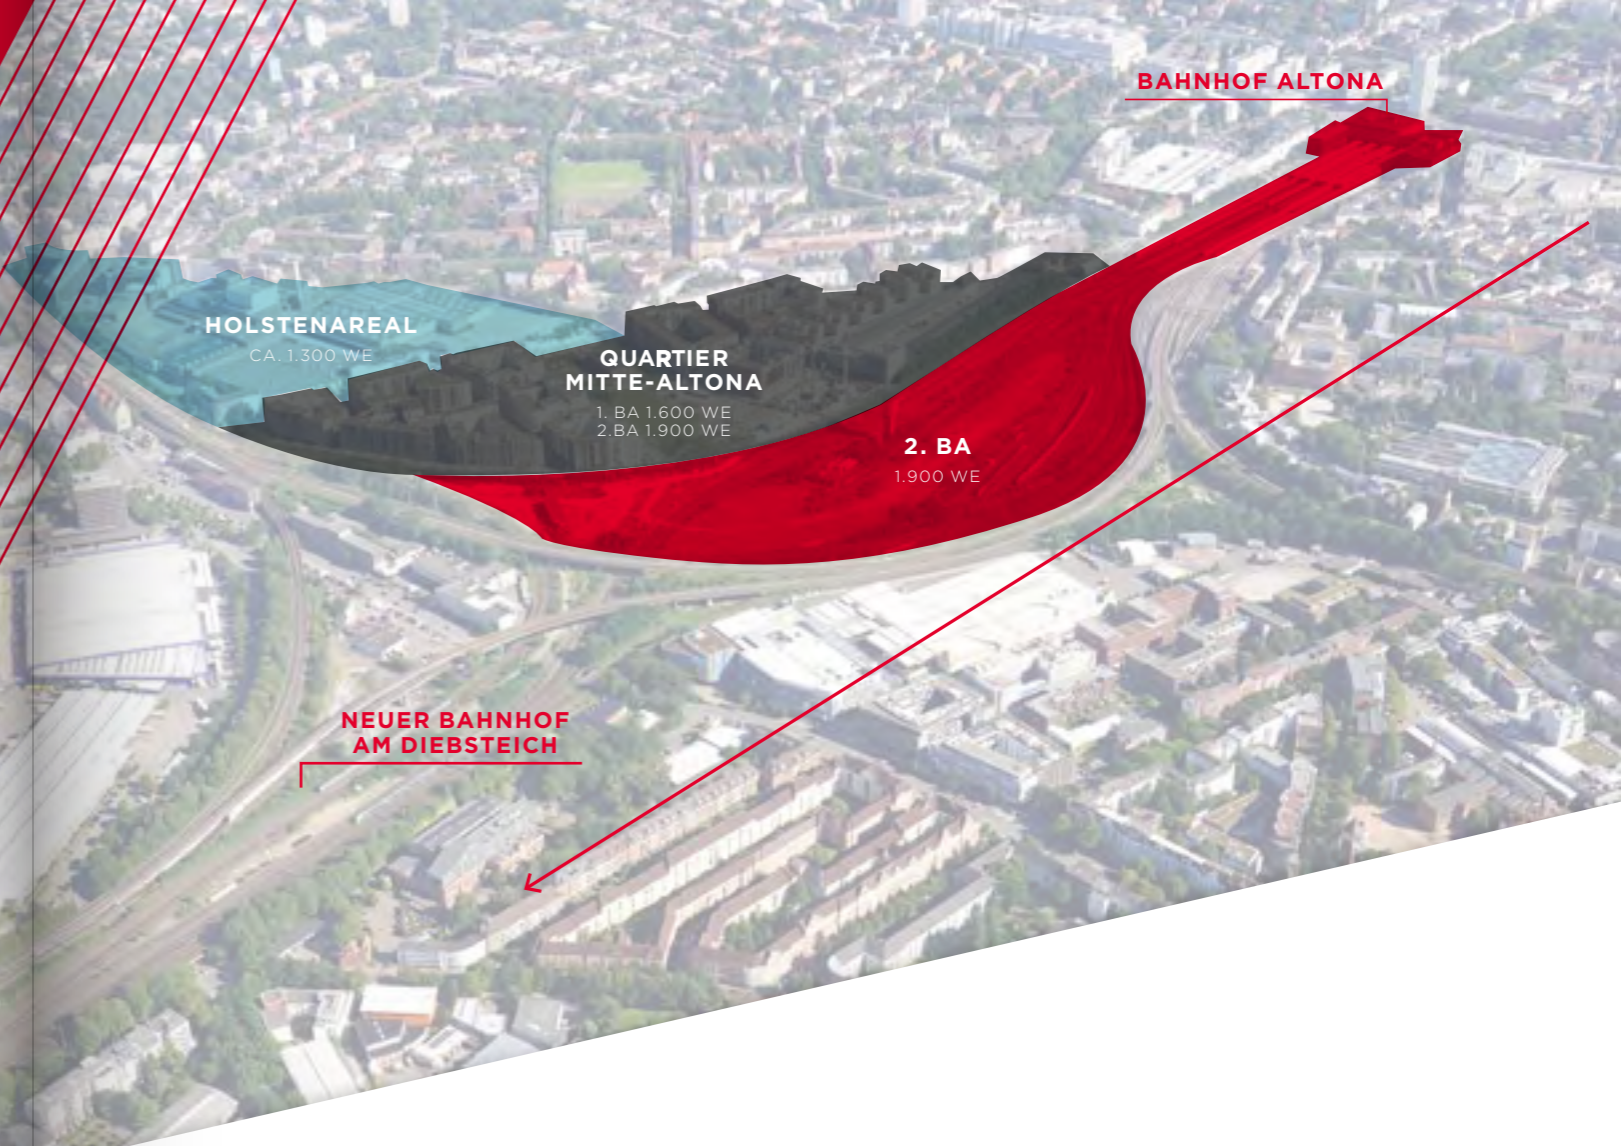 BAHNHOF ALTONA
HOLSTENAREAL
CA. 1.300 WE
QUARTIER
MITTE-ALTONA
1. BA 1.600 WE
2.BA 1.900 WE
2. BA
1.900 WE
NEUER BAHNHOF
AM DIEBSTEICH